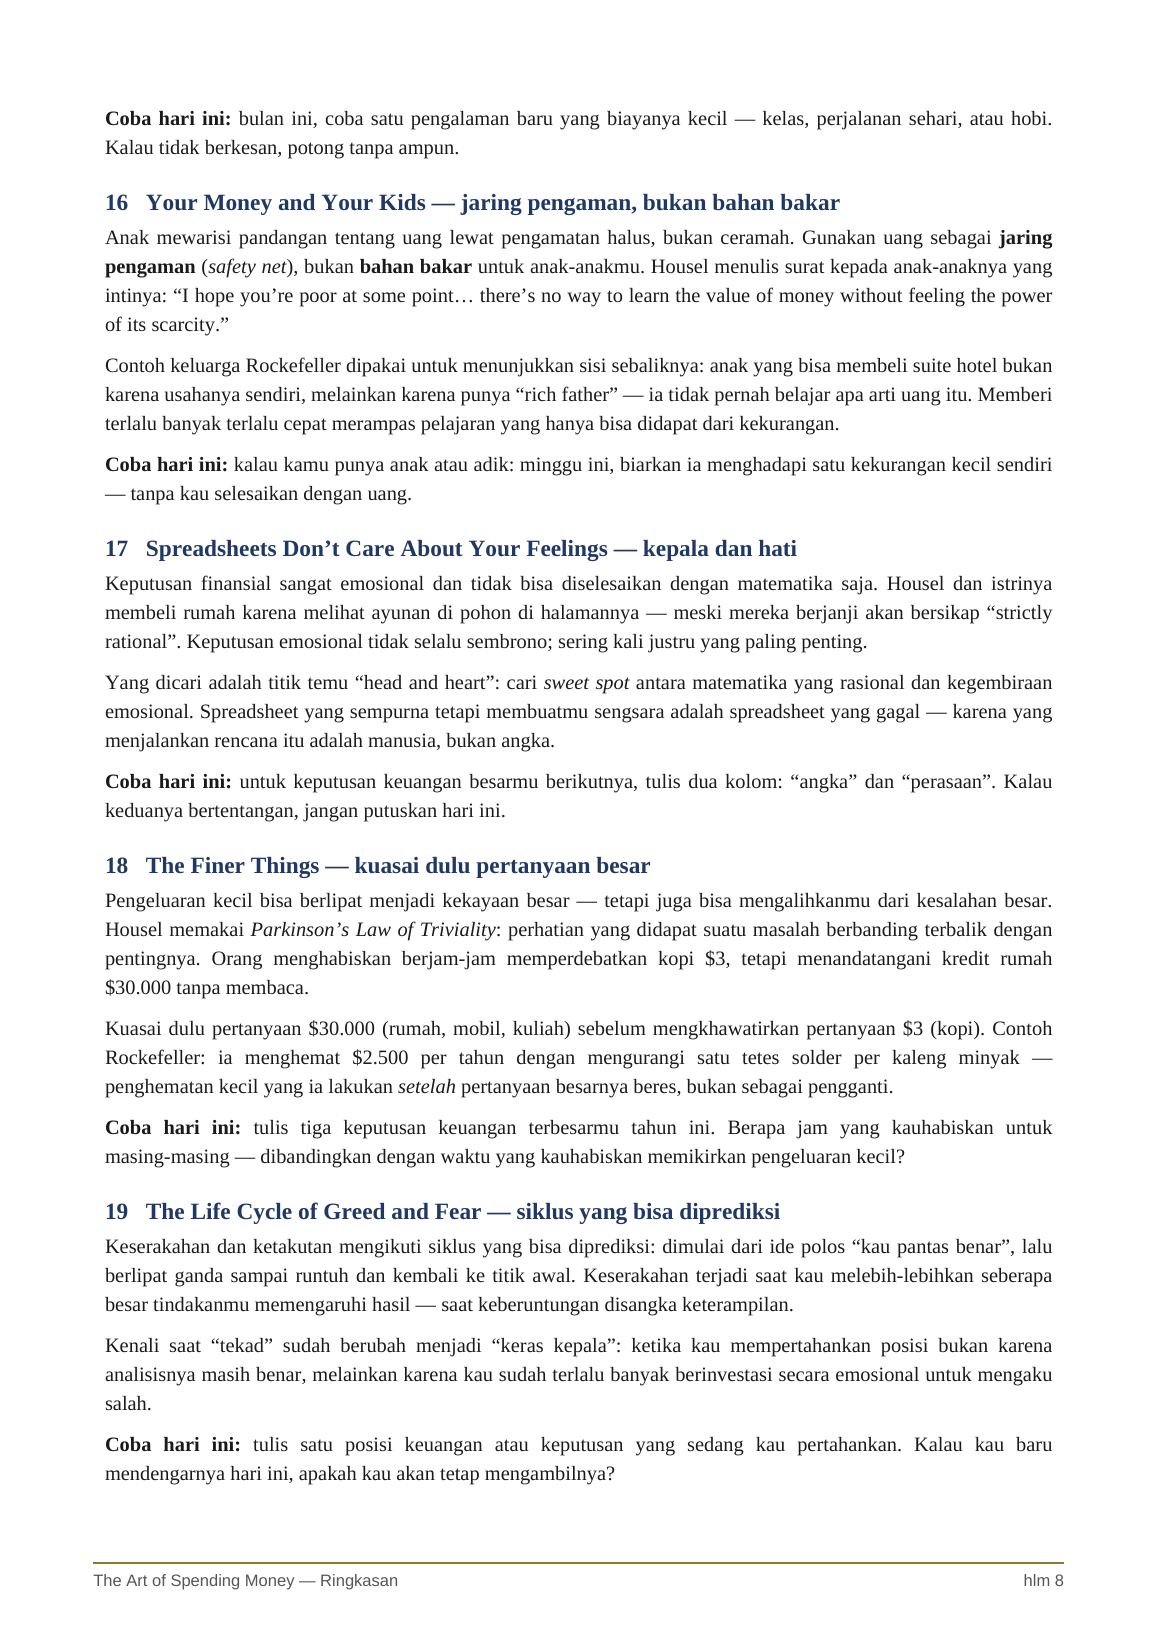 Coba hari ini: bulan ini, coba satu pengalaman baru yang biayanya kecil — kelas, perjalanan sehari, atau hobi.
Kalau tidak berkesan, potong tanpa ampun.
16 Your Money and Your Kids — jaring pengaman, bukan bahan bakar
Anak mewarisi pandangan tentang uang lewat pengamatan halus, bukan ceramah. Gunakan uang sebagai jaring
pengaman (safety net), bukan bahan bakar untuk anak-anakmu. Housel menulis surat kepada anak-anaknya yang
intinya: “I hope you’re poor at some point… there’s no way to learn the value of money without feeling the power
of its scarcity.”
Contoh keluarga Rockefeller dipakai untuk menunjukkan sisi sebaliknya: anak yang bisa membeli suite hotel bukan
karena usahanya sendiri, melainkan karena punya “rich father” — ia tidak pernah belajar apa arti uang itu. Memberi
terlalu banyak terlalu cepat merampas pelajaran yang hanya bisa didapat dari kekurangan.
Coba hari ini: kalau kamu punya anak atau adik: minggu ini, biarkan ia menghadapi satu kekurangan kecil sendiri
— tanpa kau selesaikan dengan uang.
17 Spreadsheets Don’t Care About Your Feelings — kepala dan hati
Keputusan finansial sangat emosional dan tidak bisa diselesaikan dengan matematika saja. Housel dan istrinya
membeli rumah karena melihat ayunan di pohon di halamannya — meski mereka berjanji akan bersikap “strictly
rational”. Keputusan emosional tidak selalu sembrono; sering kali justru yang paling penting.
Yang dicari adalah titik temu “head and heart”: cari sweet spot antara matematika yang rasional dan kegembiraan
emosional. Spreadsheet yang sempurna tetapi membuatmu sengsara adalah spreadsheet yang gagal — karena yang
menjalankan rencana itu adalah manusia, bukan angka.
Coba hari ini: untuk keputusan keuangan besarmu berikutnya, tulis dua kolom: “angka” dan “perasaan”. Kalau
keduanya bertentangan, jangan putuskan hari ini.
18 The Finer Things — kuasai dulu pertanyaan besar
Pengeluaran kecil bisa berlipat menjadi kekayaan besar — tetapi juga bisa mengalihkanmu dari kesalahan besar.
Housel memakai Parkinson’s Law of Triviality: perhatian yang didapat suatu masalah berbanding terbalik dengan
pentingnya. Orang menghabiskan berjam-jam memperdebatkan kopi $3, tetapi menandatangani kredit rumah
$30.000 tanpa membaca.
Kuasai dulu pertanyaan $30.000 (rumah, mobil, kuliah) sebelum mengkhawatirkan pertanyaan $3 (kopi). Contoh
Rockefeller: ia menghemat $2.500 per tahun dengan mengurangi satu tetes solder per kaleng minyak —
penghematan kecil yang ia lakukan setelah pertanyaan besarnya beres, bukan sebagai pengganti.
Coba hari ini: tulis tiga keputusan keuangan terbesarmu tahun ini. Berapa jam yang kauhabiskan untuk
masing-masing — dibandingkan dengan waktu yang kauhabiskan memikirkan pengeluaran kecil?
19 The Life Cycle of Greed and Fear — siklus yang bisa diprediksi
Keserakahan dan ketakutan mengikuti siklus yang bisa diprediksi: dimulai dari ide polos “kau pantas benar”, lalu
berlipat ganda sampai runtuh dan kembali ke titik awal. Keserakahan terjadi saat kau melebih-lebihkan seberapa
besar tindakanmu memengaruhi hasil — saat keberuntungan disangka keterampilan.
Kenali saat “tekad” sudah berubah menjadi “keras kepala”: ketika kau mempertahankan posisi bukan karena
analisisnya masih benar, melainkan karena kau sudah terlalu banyak berinvestasi secara emosional untuk mengaku
salah.
Coba hari ini: tulis satu posisi keuangan atau keputusan yang sedang kau pertahankan. Kalau kau baru
mendengarnya hari ini, apakah kau akan tetap mengambilnya?
The Art of Spending Money — Ringkasan
hlm 8